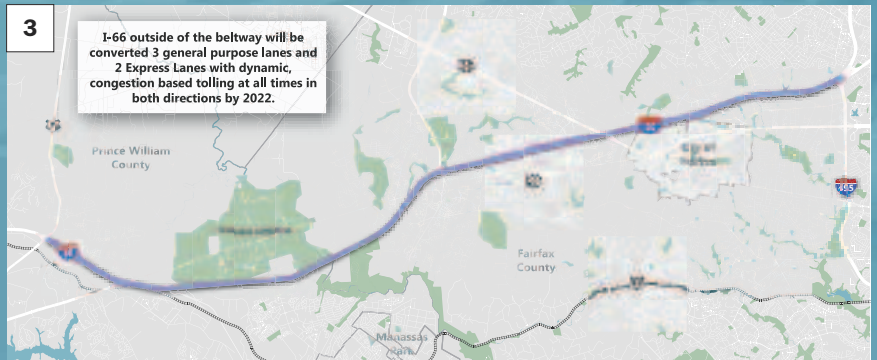 3
I-66 outside of the beltway will be
converted 3 general purpose lanes and
2 Express Lanes with dynamic,
congestion based tolling at all times in
both directions by 2022.
Prince William
County
495
Fairfax
County
Manassas
Park